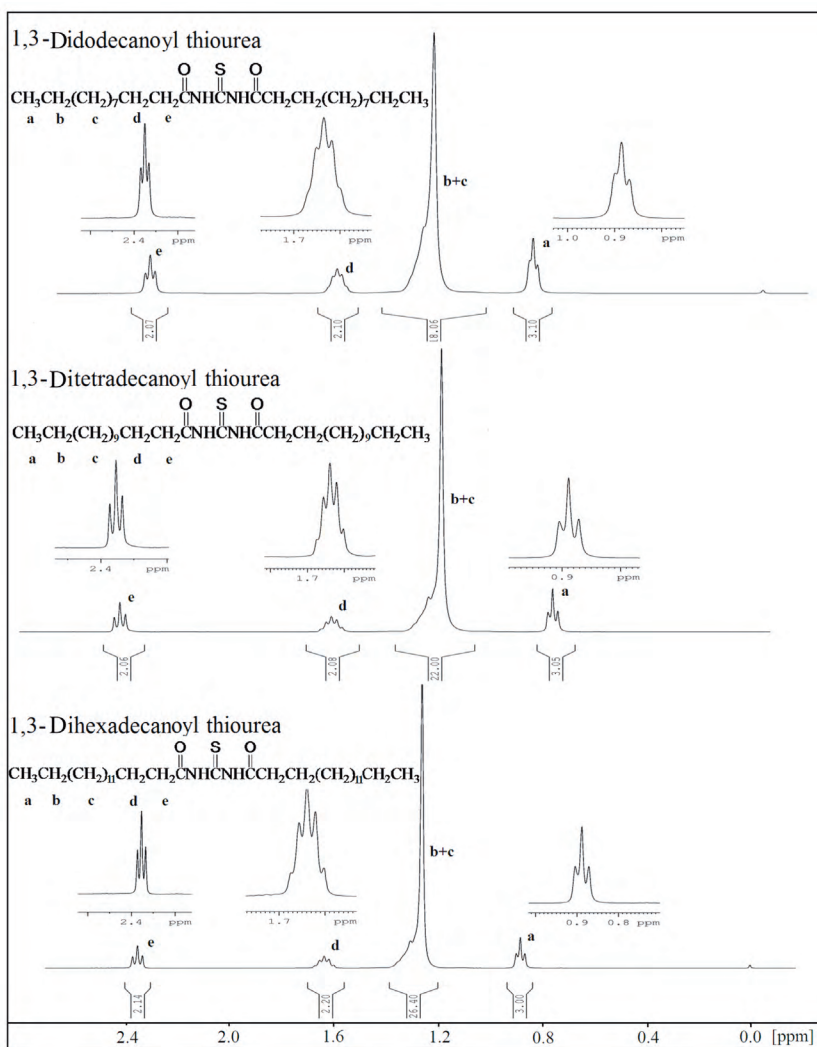 1,3-Didodecanoyl thiourea
O S O
CH₃CH₂(CH₂)₇CH₂CH₂CNHCNHCCH₂CH₂(CH₂)₇CH₂CH₃
a b c d e
b+c
2.4 ppm
1.7 ppm
1.0 0.9 ppm
e
d
a
2.07
2.10
18.06
3.10
1,3-Ditetradecanoyl thiourea
O S O
CH₃CH₂(CH₂)₉CH₂CH₂CNHCNHCCH₂CH₂(CH₂)₉CH₂CH₃
a b c d e
b+c
2.4 ppm
1.7 ppm
0.9 ppm
e
d
a
2.06
2.08
22.00
3.05
1,3-Dihexadecanoyl thiourea
O S O
CH₃CH₂(CH₂)₁₁CH₂CH₂CNHCNHCCH₂CH₂(CH₂)₁₁CH₂CH₃
a b c d e
b+c
2.4 ppm
1.7 ppm
0.9 0.8 ppm
e
d
a
2.14
2.20
26.40
3.00
2.4 2.0 1.6 1.2 0.8 0.4 0.0 [ppm]